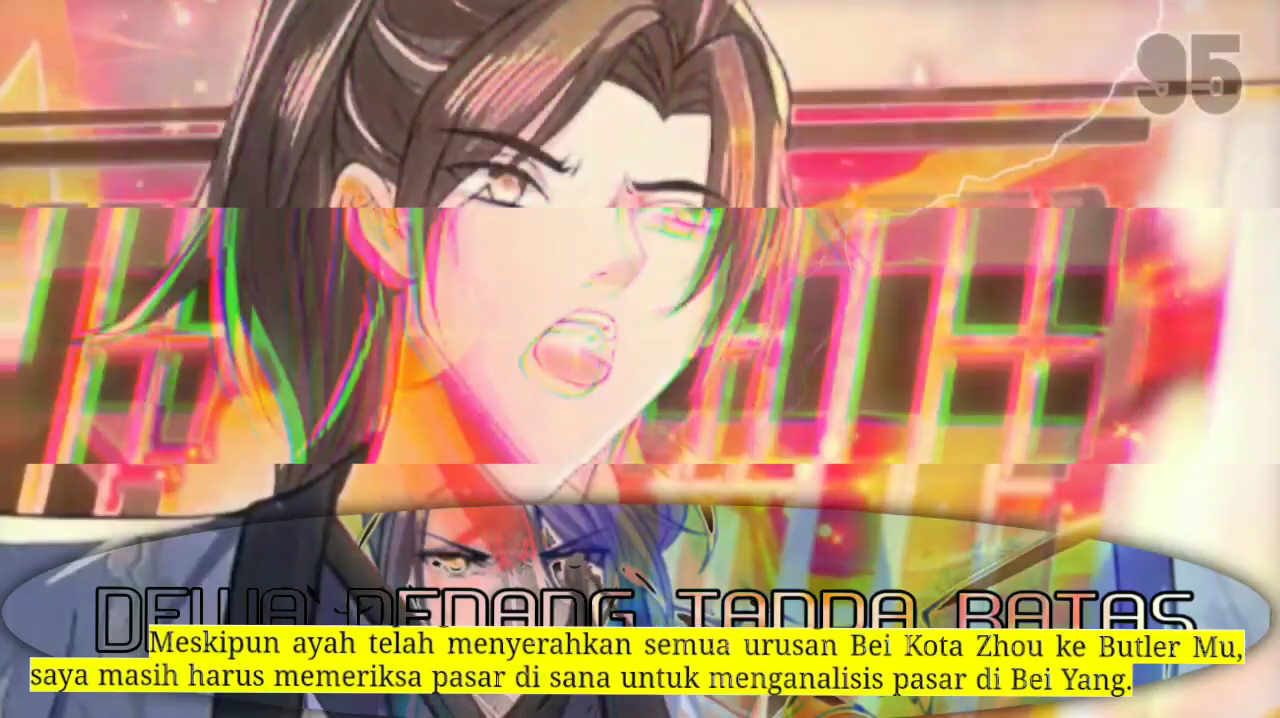 95
DEWA PEDANG TANPA BATAS
Meskipun ayah telah menyerahkan semua urusan Bei Kota Zhou ke Butler Mu,
saya masih harus memeriksa pasar di sana untuk menganalisis pasar di Bei Yang.